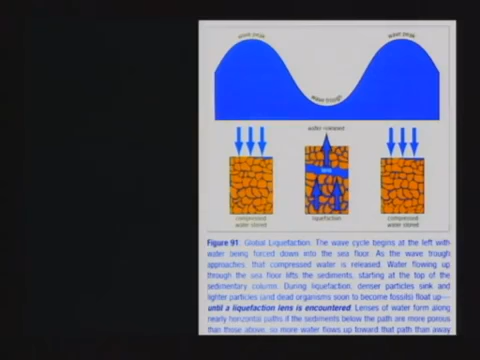 wave peak
wave peak
wave trough
water released
lens
compressed
water stored
liquefaction
compressed
water stored
Figure 91: Global Liquefaction. The wave cycle begins at the left with
water being forced down into the sea floor. As the wave trough
approaches, that compressed water is released. Water flowing up
through the sea floor lifts the sediments, starting at the top of the
sedimentary column. During liquefaction, denser particles sink and
lighter particles (and dead organisms soon to become fossils) float up—
until a liquefaction lens is encountered. Lenses of water form along
nearly horizontal paths if the sediments below the path are more porous
than those above, so more water flows up toward that path than away